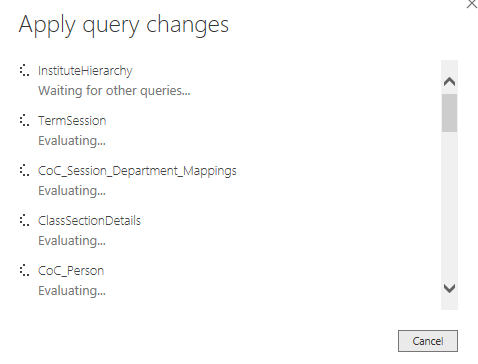 Apply query changes
InstituteHierarchy
Waiting for other queries...
TermSession
Evaluating...
CoC_Session_Department_Mappings
Evaluating...
ClassSectionDetails
Evaluating...
CoC_Person
Evaluating...
Cancel